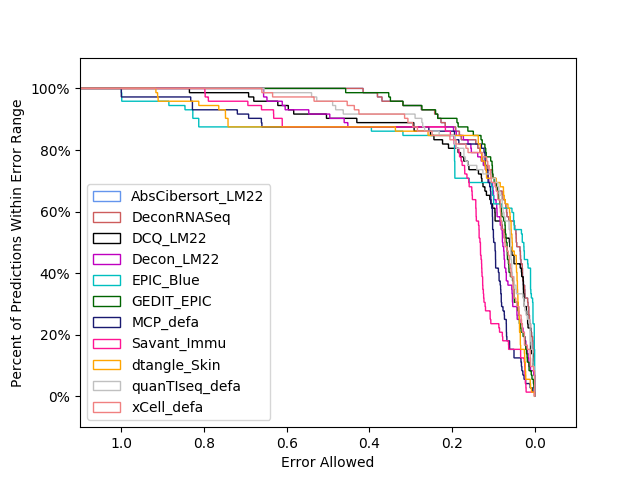 Percent of Predictions Within Error Range
100%
80%
60%
40%
20%
0%
AbsCibersort_LM22
DeconRNASeq
DCQ_LM22
Decon_LM22
EPIC_Blue
GEDIT_EPIC
MCP_defa
Savant_Immu
dtangle_Skin
quanTIseq_defa
xCell_defa
1.0 0.8 0.6 0.4 0.2 0.0
Error Allowed